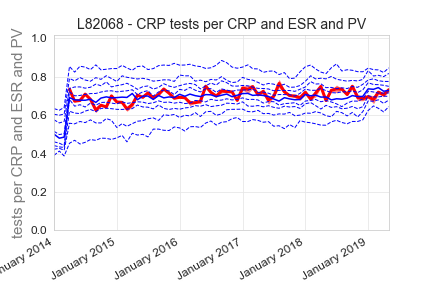 L82068 - CRP tests per CRP and ESR and PV
tests per CRP and ESR and PV
1.0
0.8
0.6
0.4
0.2
0.0
nuary 2014
January 2015
January 2016
January 2017
January 2018
January 2019